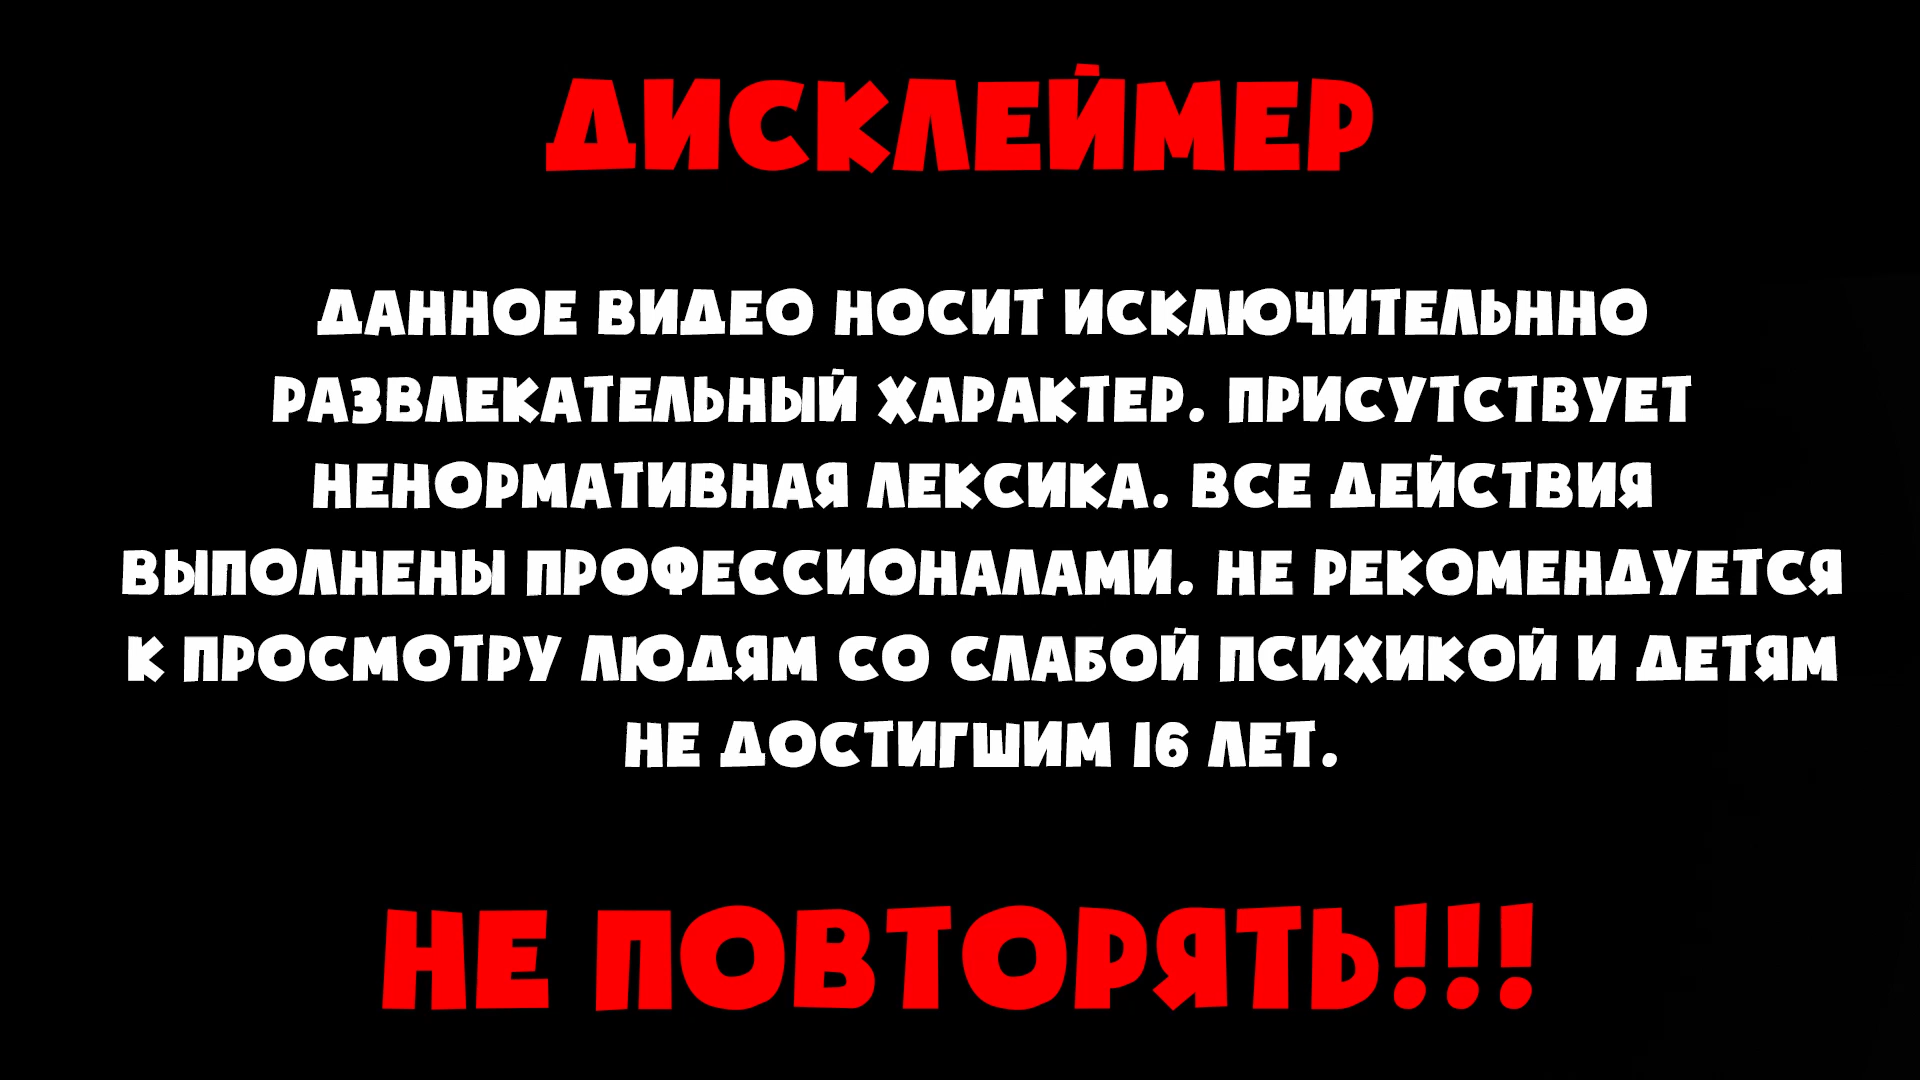 ДИСКЛЕЙМЕР
ДАННОЕ ВИДЕО НОСИТ ИСКЛЮЧИТЕЛЬННО
РАЗВЛЕКАТЕЛЬНЫЙ ХАРАКТЕР. ПРИСУТСТВУЕТ
НЕНОРМАТИВНАЯ ЛЕКСИКА. ВСЕ ДЕЙСТВИЯ
ВЫПОЛНЕНЫ ПРОФЕССИОНАЛАМИ. НЕ РЕКОМЕНДУЕТСЯ
К ПРОСМОТРУ ЛЮДЯМ СО СЛАБОЙ ПСИХИКОЙ И ДЕТЯМ
НЕ ДОСТИГШИМ 16 ЛЕТ.
НЕ ПОВТОРЯТЬ!!!